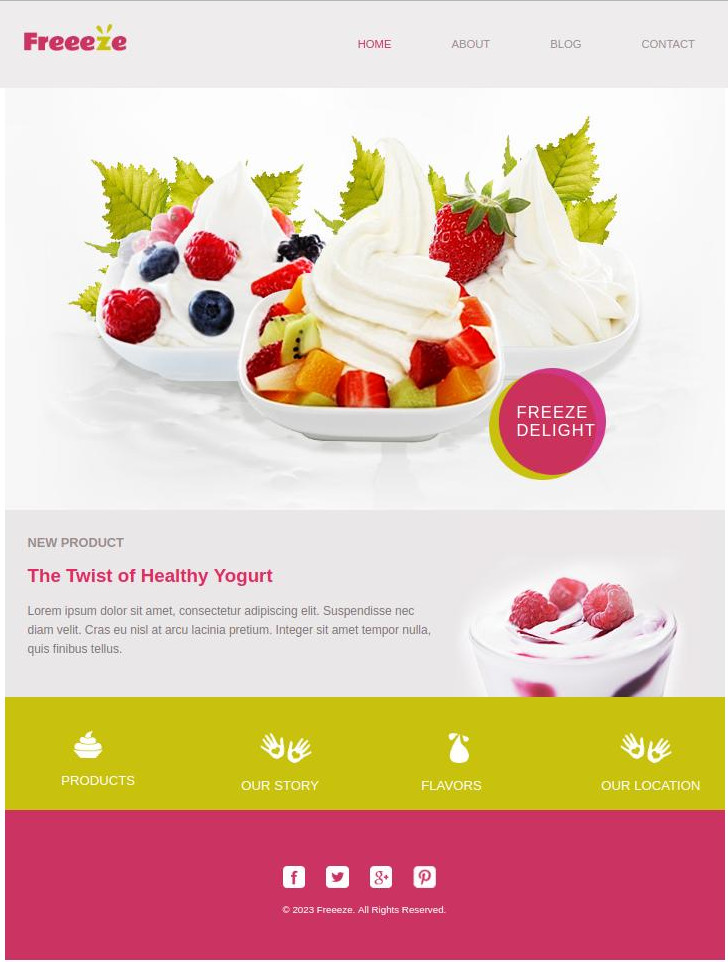 Freeeze
HOME ABOUT BLOG CONTACT
FREEZE
DELIGHT
NEW PRODUCT
The Twist of Healthy Yogurt
Lorem ipsum dolor sit amet, consectetur adipiscing elit. Suspendisse nec
diam velit. Cras eu nisl at arcu lacinia pretium. Integer sit amet tempor nulla,
quis finibus tellus.
PRODUCTS OUR STORY FLAVORS OUR LOCATION
© 2023 Freeeze. All Rights Reserved.